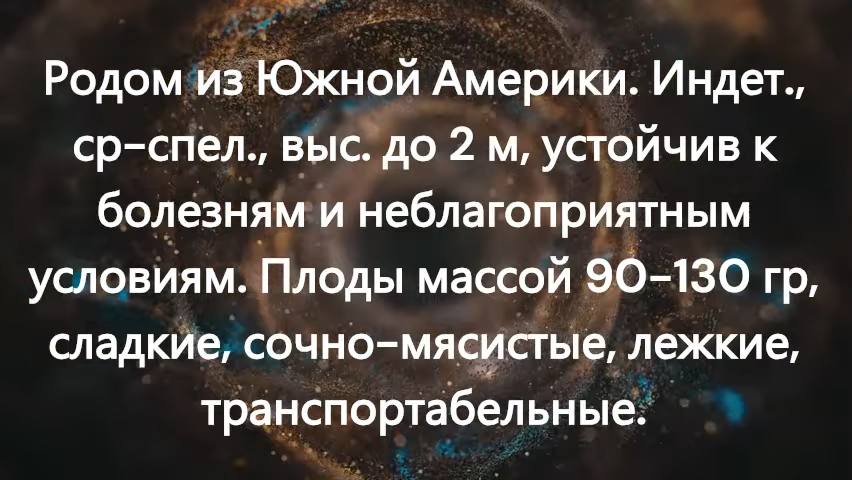 Родом из Южной Америки. Индет.,
ср-спел., выс. до 2 м, устойчив к
болезням и неблагоприятным
условиям. Плоды массой 90-130 гр,
сладкие, сочно-мясистые, лежкие,
транспортабельные.